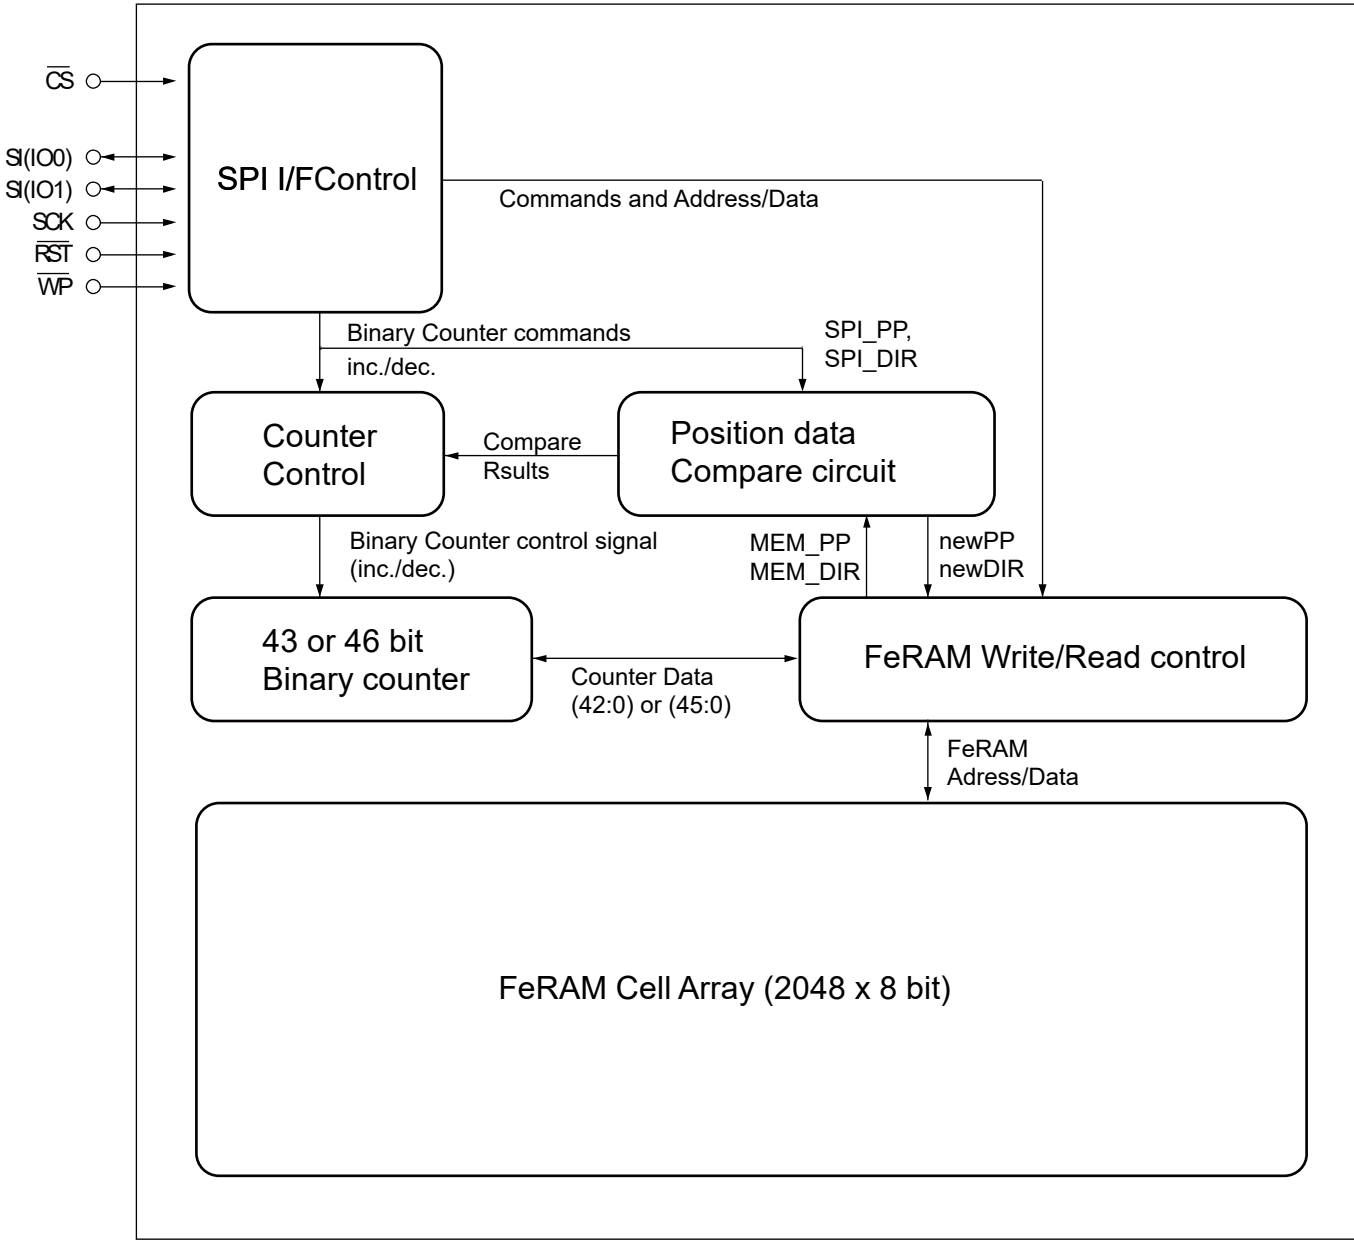 CS
SI(IO0)
SI(IO1)
SCK
RST
WP
SPI I/FControl
Commands and Address/Data
Binary Counter commands
inc./dec.
SPI_PP,
SPI_DIR
Counter
Control
Compare
Rsults
Position data
Compare circuit
Binary Counter control signal
(inc./dec.)
MEM_PP
MEM_DIR
newPP
newDIR
43 or 46 bit
Binary counter
Counter Data
(42:0) or (45:0)
FeRAM Write/Read control
FeRAM
Adress/Data
FeRAM Cell Array (2048 x 8 bit)